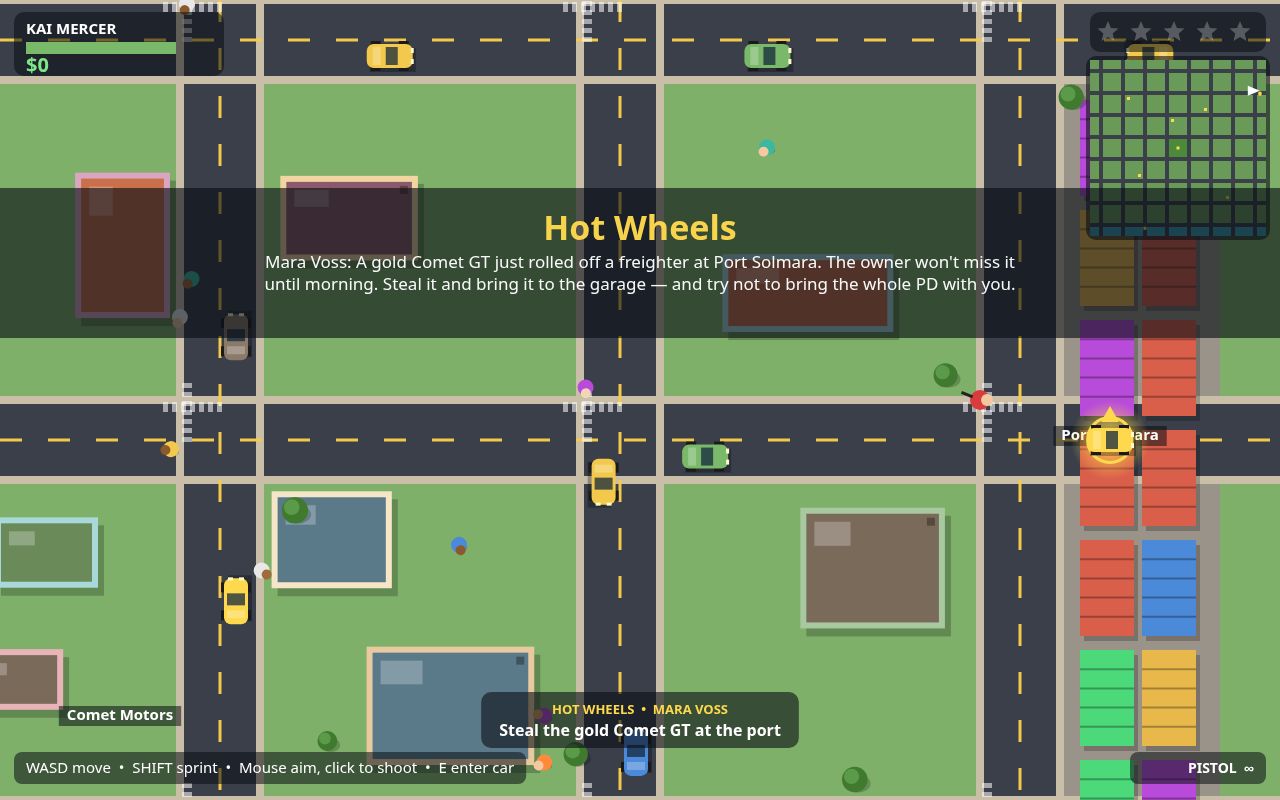 KAI MERCER
$0
Hot Wheels
Mara Voss: A gold Comet GT just rolled off a freighter at Port Solmara. The owner won't miss it
until morning. Steal it and bring it to the garage — and try not to bring the whole PD with you.
Comet Motors
HOT WHEELS • MARA VOSS
Steal the gold Comet GT at the port
WASD move • SHIFT sprint • Mouse aim, click to shoot • E enter car
PISTOL ∞